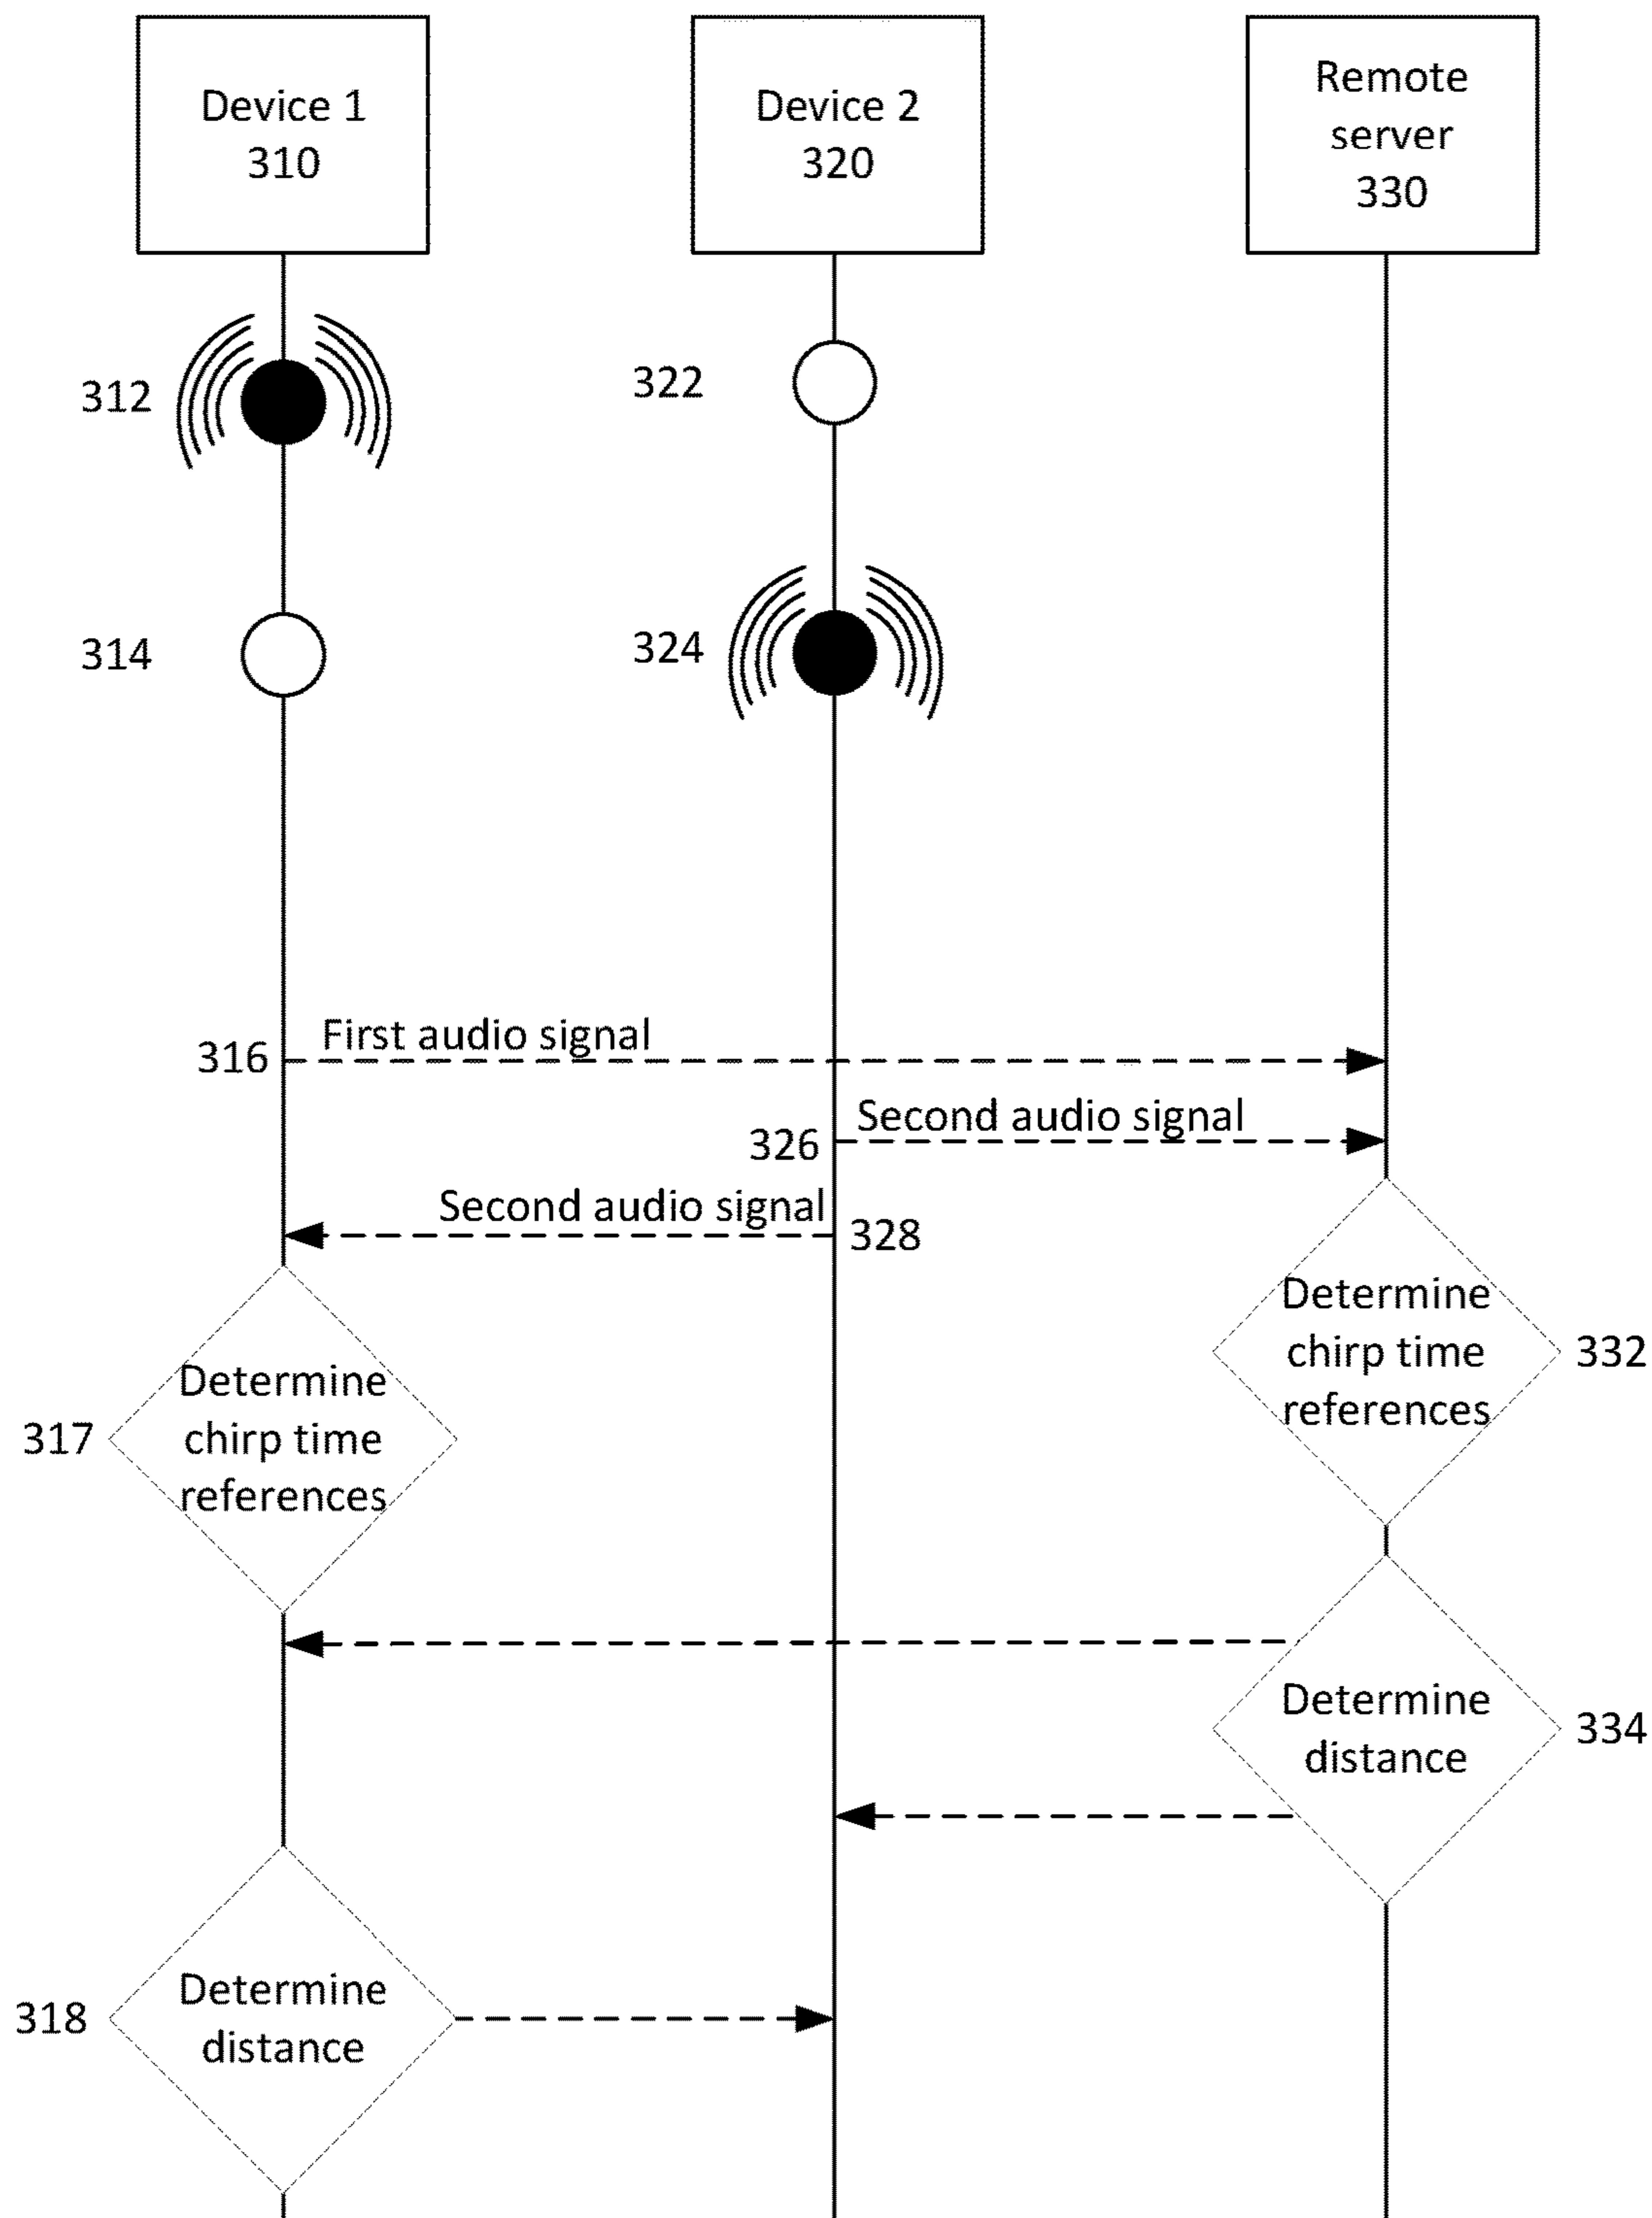 Device 1
310
Device 2
320
Remote
server
330
312
322
314
324
First audio signal
316
Second audio signal
326
Second audio signal
328
Determine
chirp time
references
332
Determine
chirp time
references
317
Determine
distance
334
Determine
distance
318